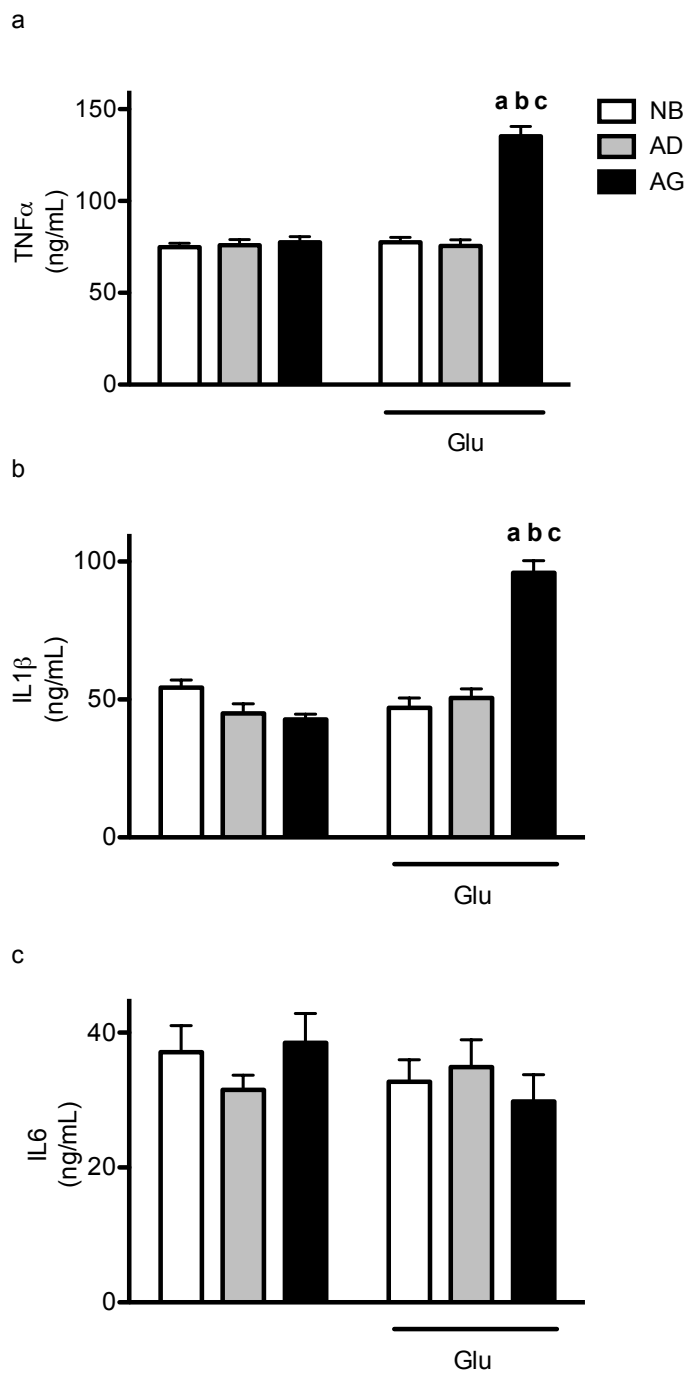 a
TNFα
(ng/mL)
150
100
50
0
a b c
NB
AD
AG
Glu
b
IL1β
(ng/mL)
100
50
0
a b c
Glu
c
IL6
(ng/mL)
40
20
0
Glu